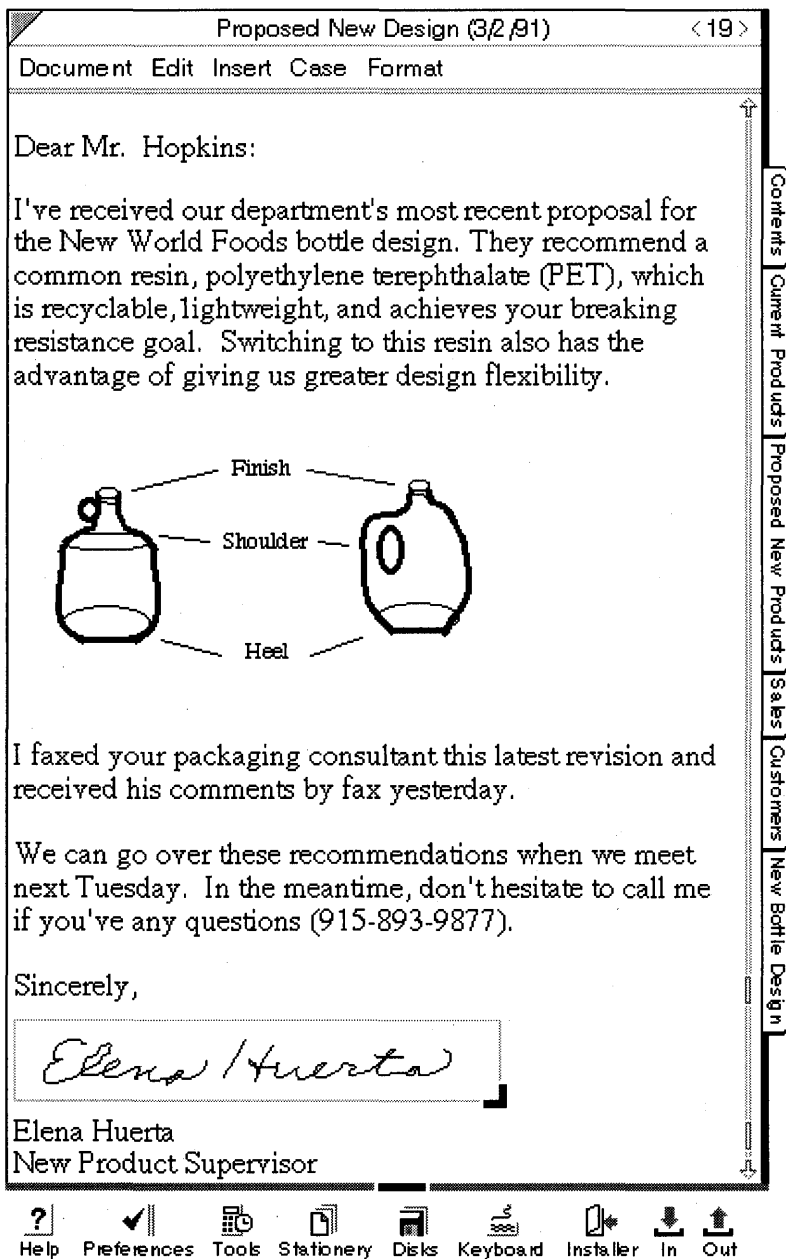 Proposed New Design (3/2/91) <19>
Document Edit Insert Case Format
Dear Mr. Hopkins:
I've received our department's most recent proposal for
the New World Foods bottle design. They recommend a
common resin, polyethylene terephthalate (PET), which
is recyclable, lightweight, and achieves your breaking
resistance goal. Switching to this resin also has the
advantage of giving us greater design flexibility.
Finish
Shoulder
Heel
I faxed your packaging consultant this latest revision and
received his comments by fax yesterday.
We can go over these recommendations when we meet
next Tuesday. In the meantime, don't hesitate to call me
if you've any questions (915-893-9877).
Sincerely,
Elena Huerta
Elena Huerta
New Product Supervisor
Contents
Current Products
Proposed New Products
Sales
Customers
New Bottle Design
Help Preferences Tools Stationery Disks Keyboard Installer In Out